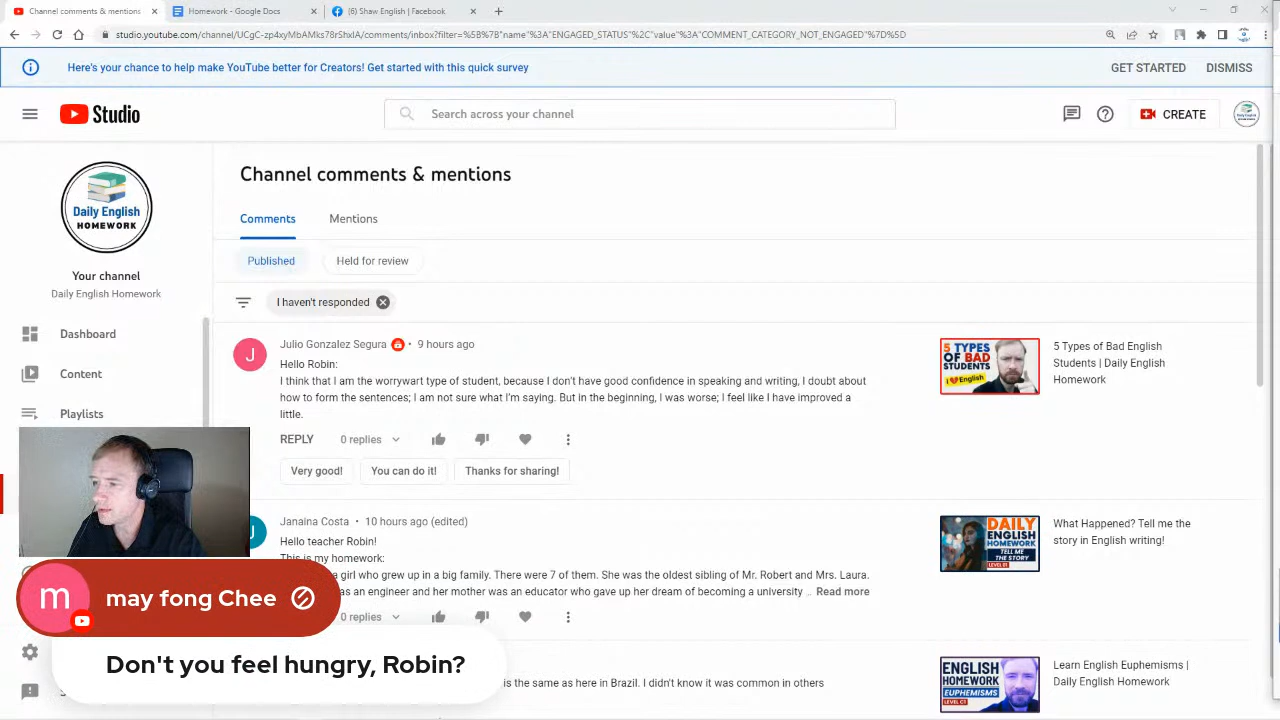 Channel comments & mentions
Homework - Google Docs
(6) Shaw English | Facebook
studio.youtube.com/channel/UCgC-zp4xyMbAMks78rShxlA/comments/inbox?filter=%5B%7B"name"%3A"ENGAGED_STATUS"%2C"value"%3A"COMMENT_CATEGORY_NOT_ENGAGED"%7D%5D
Here's your chance to help make YouTube better for Creators! Get started with this quick survey
GET STARTED
DISMISS
Studio
Search across your channel
CREATE
Daily English
HOMEWORK
Your channel
Daily English Homework
Dashboard
Content
Playlists
Channel comments & mentions
Comments
Mentions
Published
Held for review
I haven't responded
J
Julio Gonzalez Segura • 9 hours ago
Hello Robin:
I think that I am the worrywart type of student, because I don't have good confidence in speaking and writing, I doubt about
how to form the sentences; I am not sure what I'm saying. But in the beginning, I was worse; I feel like I have improved a
little.
REPLY
0 replies
Very good!
You can do it!
Thanks for sharing!
5 TYPES
OF BAD
STUDENTS
I English
5 Types of Bad English
Students | Daily English
Homework
Janaina Costa • 10 hours ago (edited)
Hello teacher Robin!
This is my homework:
a girl who grew up in a big family. There were 7 of them. She was the oldest sibling of Mr. Robert and Mrs. Laura.
as an engineer and her mother was an educator who gave up her dream of becoming a university ... Read more
0 replies
DAILY
ENGLISH
HOMEWORK
TELL ME
THE STORY
What Happened? Tell me the
story in English writing!
is the same as here in Brazil. I didn't know it was common in others
ENGLISH
HOMEWORK
EUPHEMISMS
LEVEL C1
Learn English Euphemisms |
Daily English Homework
m
may fong Chee
Don't you feel hungry, Robin?